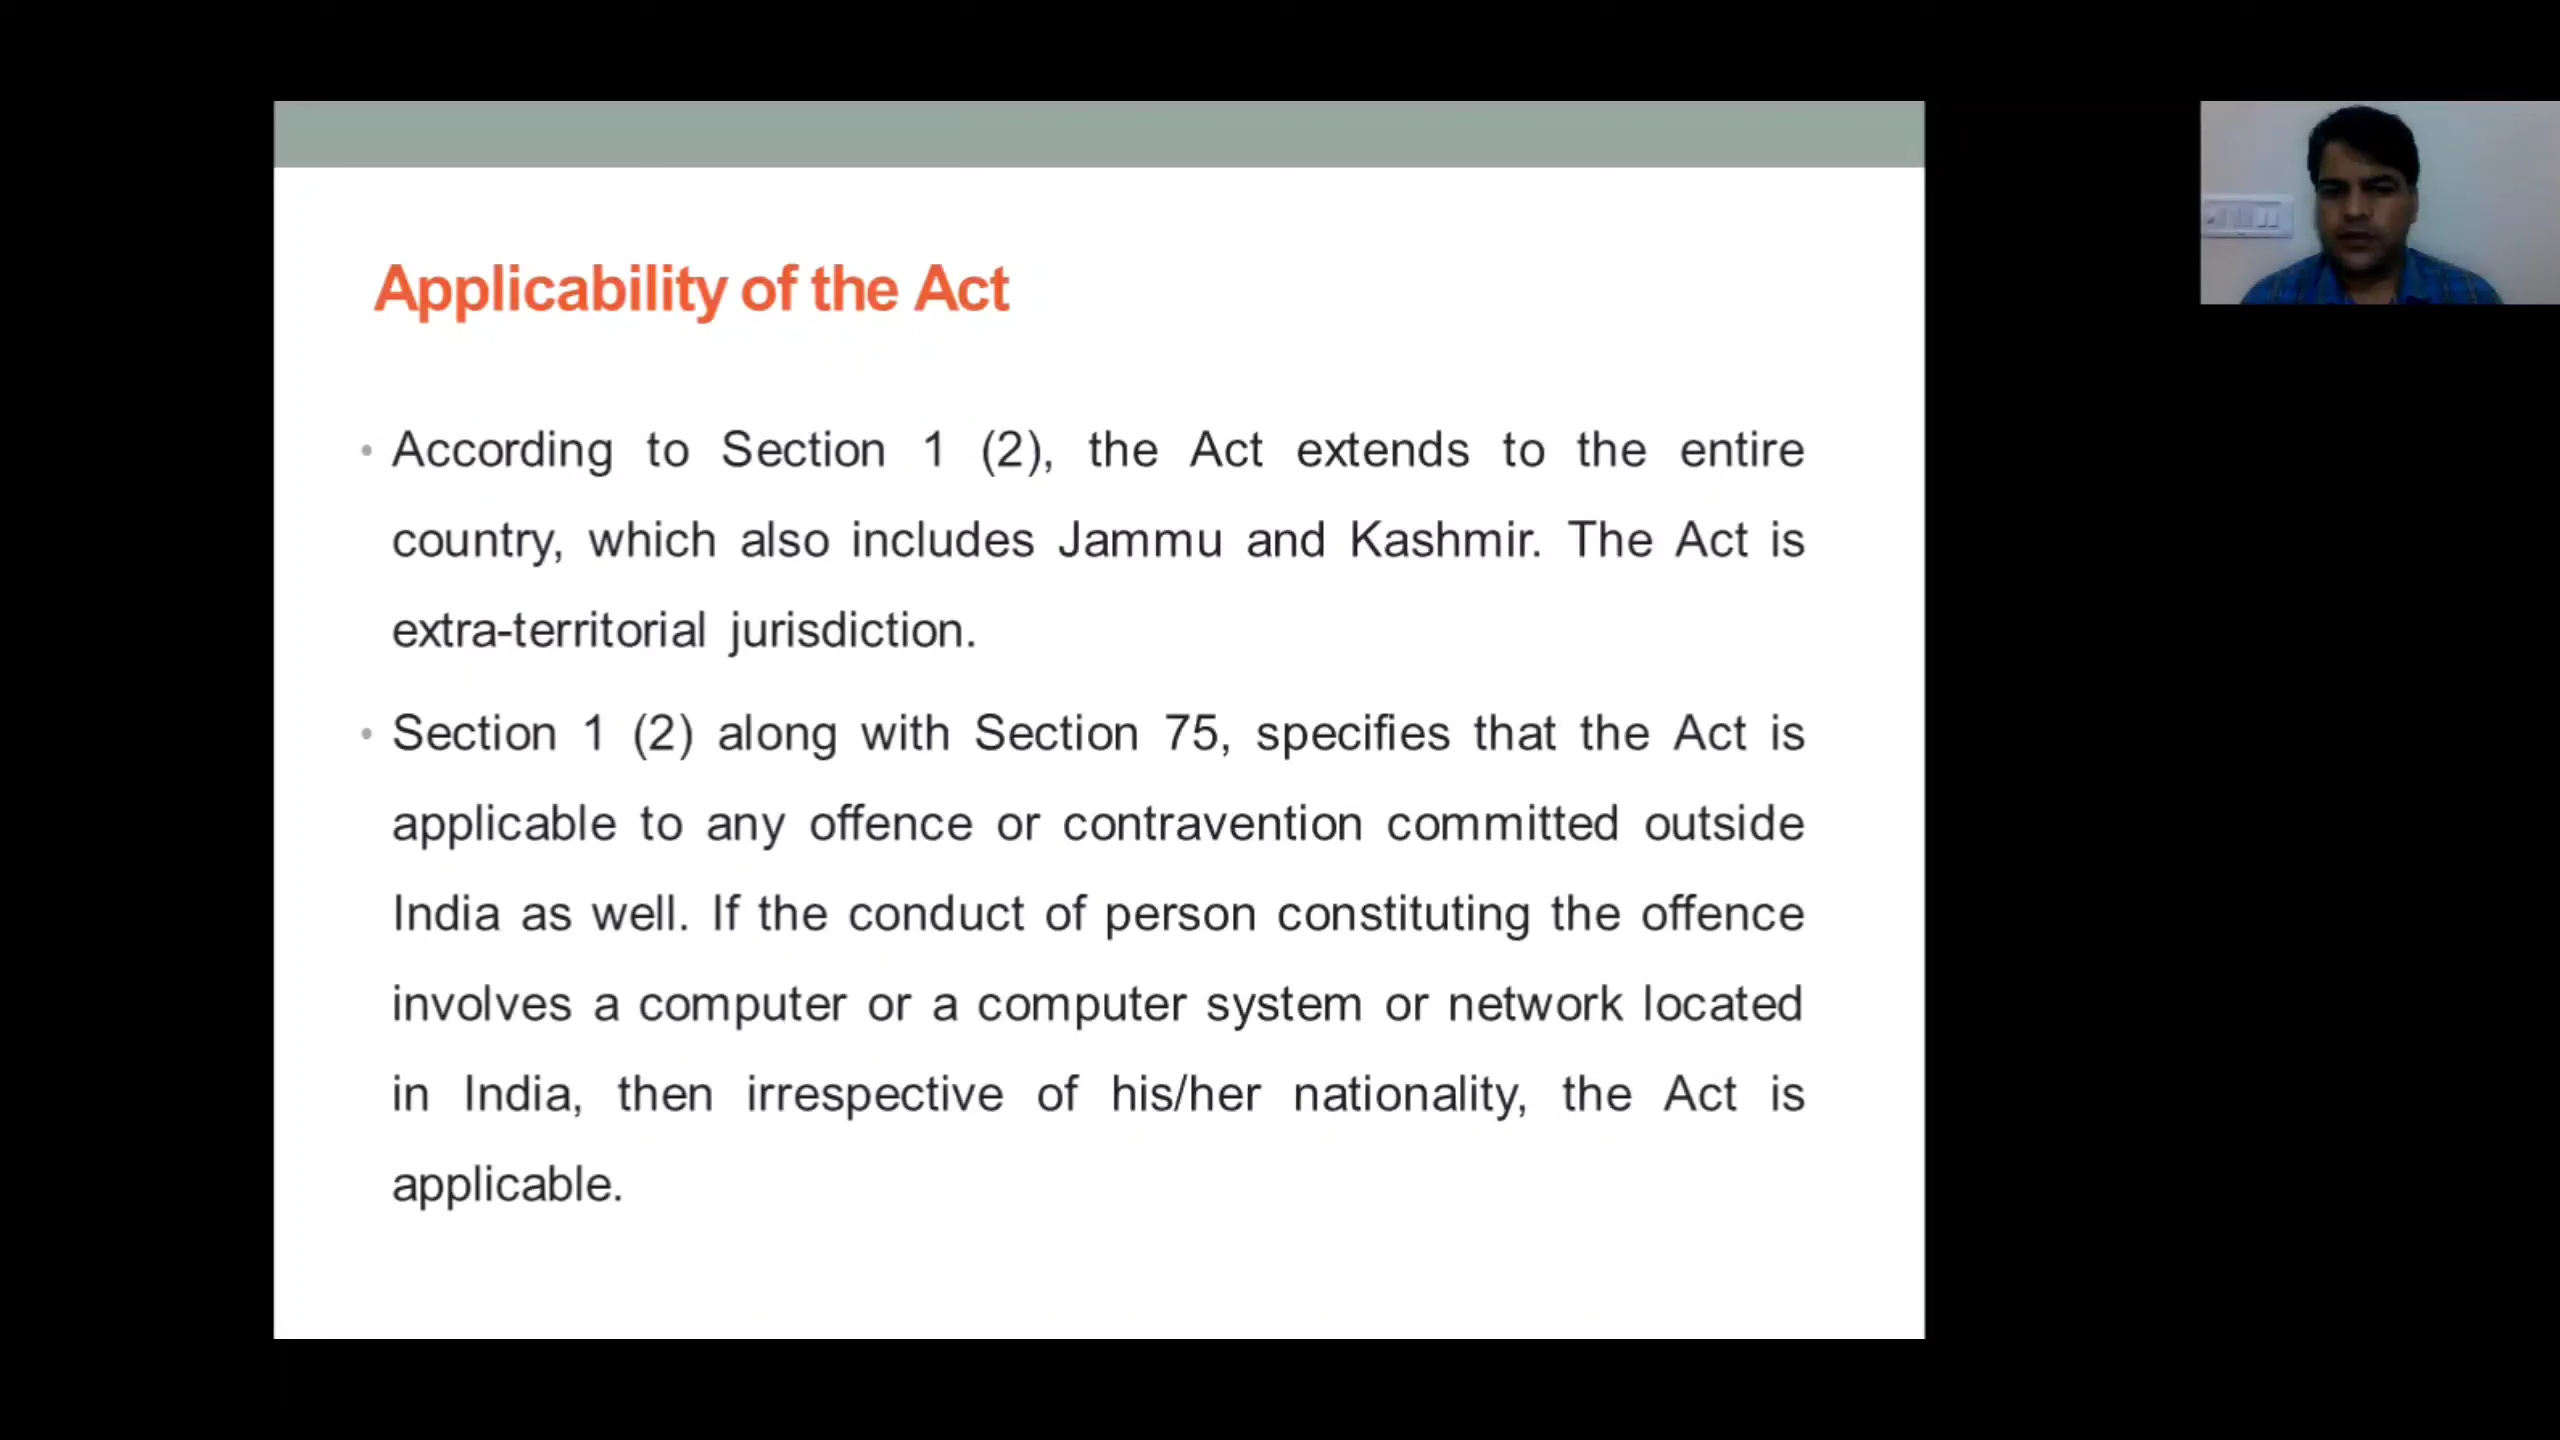 Applicability of the Act
• According to Section 1 (2), the Act extends to the entire
country, which also includes Jammu and Kashmir. The Act is
extra-territorial jurisdiction.
• Section 1 (2) along with Section 75, specifies that the Act is
applicable to any offence or contravention committed outside
India as well. If the conduct of person constituting the offence
involves a computer or a computer system or network located
in India, then irrespective of his/her nationality, the Act is
applicable.